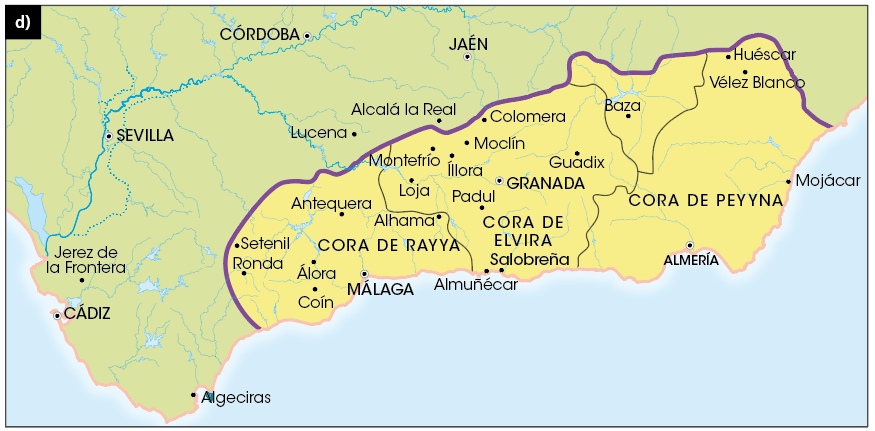 d)
CÓRDOBA
JAÉN
Huéscar
Vélez Blanco
Baza
Alcalá la Real
Colomera
SEVILLA
Lucena
Moclín
Montefrío
Íllora
Guadix
GRANADA
Loja
Mojácar
Padul
CORA DE PEYYNA
Antequera
Alhama
CORA DE
ELVIRA
Setenil
CORA DE RAYYA
Jerez de
la Frontera
Ronda
Álora
Salobreña
ALMERÍA
MÁLAGA
Almuñécar
Coín
CÁDIZ
Algeciras